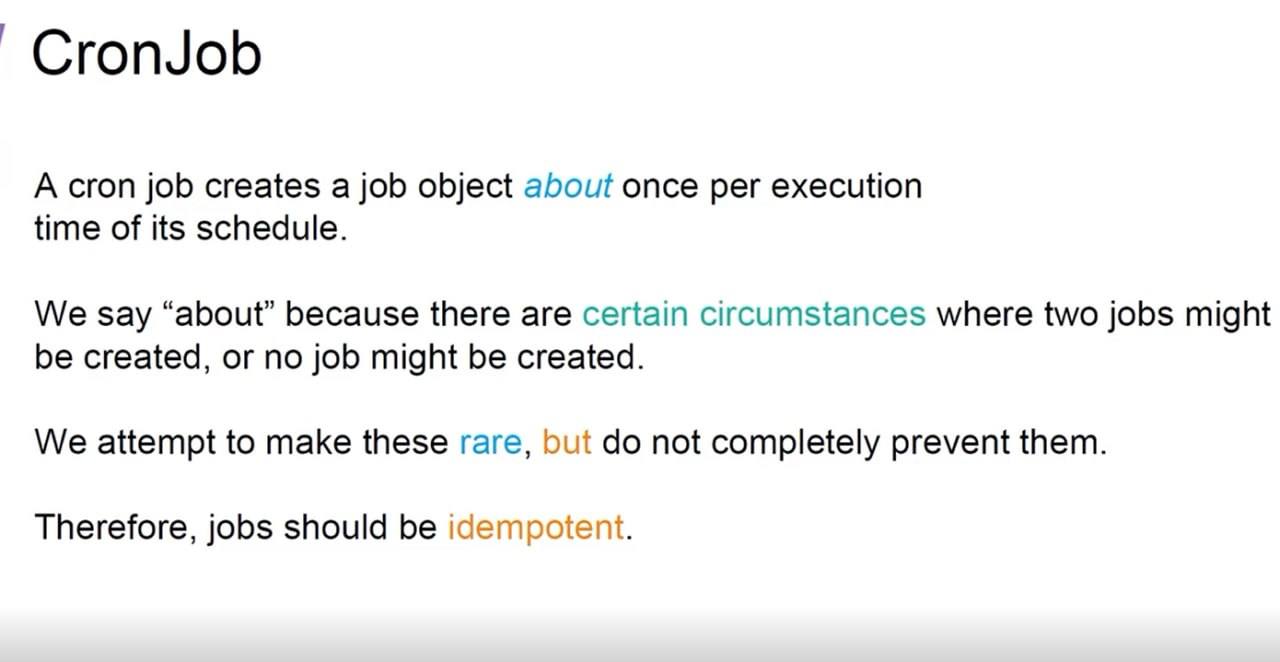 CronJob
A cron job creates a job object about once per execution
time of its schedule.
We say “about” because there are certain circumstances where two jobs might
be created, or no job might be created.
We attempt to make these rare, but do not completely prevent them.
Therefore, jobs should be idempotent.